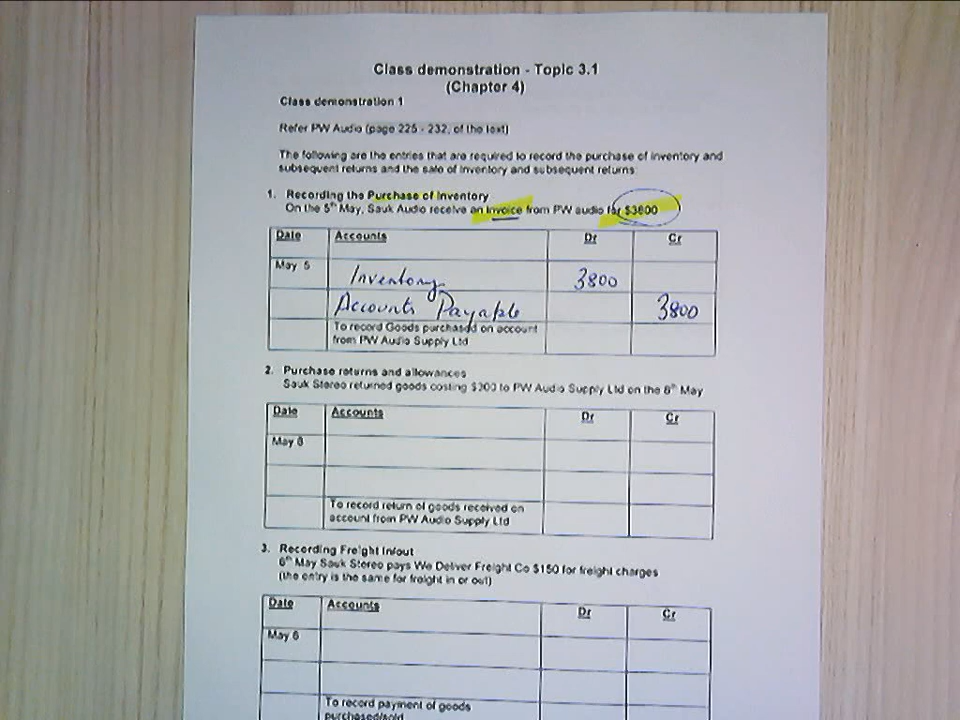 Class demonstration - Topic 3.1
(Chapter 4)
Class demonstration 1
Refer PW Audio (page 225 - 232, of the text)
The following are the entries that are required to record the purchase of inventory and
subsequent returns and the sale of inventory and subsequent returns:
1. Recording the Purchase of Inventory
On the 5th May, Sauk Audio receive an invoice from PW audio for $3800
Date Accounts Dr Cr
May 5 Inventory 3800
Accounts Payable 3800
To record Goods purchased on account
from PW Audio Supply Ltd
2. Purchase returns and allowances
Sauk Stereo returned goods costing $300 to PW Audio Supply Ltd on the 8th May
Date Accounts Dr Cr
May 8
To record return of goods received on
account from PW Audio Supply Ltd
3. Recording Freight In/out
6th May Sauk Stereo pays We Deliver Freight Co $150 for freight charges
(the entry is the same for freight in or out)
Date Accounts Dr Cr
May 6
To record payment of goods
purchased/sold